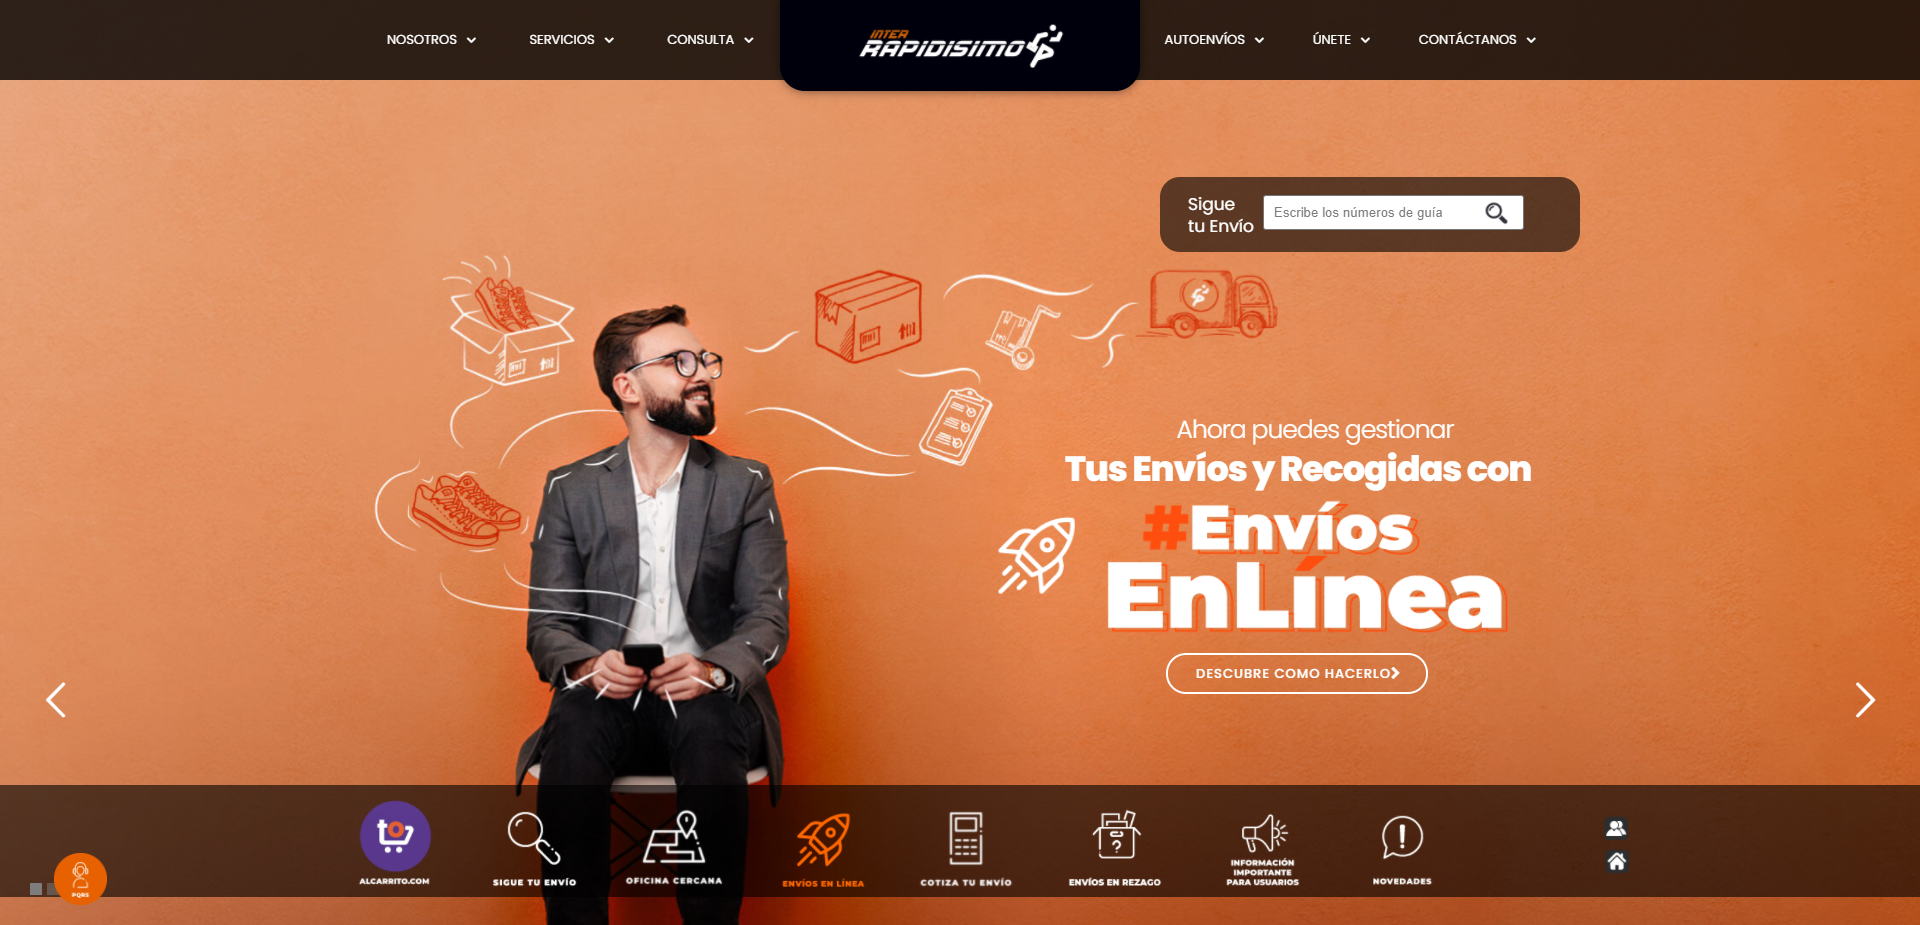 NOSOTROS
SERVICIOS
CONSULTA
INTER
RAPIDISIMO
AUTOENVÍOS
ÚNETE
CONTÁCTANOS
Sigue
tu Envío
Escribe los números de guía
Ahora puedes gestionar
Tus Envíos y Recogidas con
#Envíos
EnLínea
DESCUBRE COMO HACERLO
ALCARRITO.COM
SIGUE TU ENVÍO
OFICINA CERCANA
ENVÍOS EN LÍNEA
COTIZA TU ENVÍO
ENVÍOS EN REZAGO
INFORMACIÓN
IMPORTANTE
PARA USUARIOS
NOVEDADES
PQRS